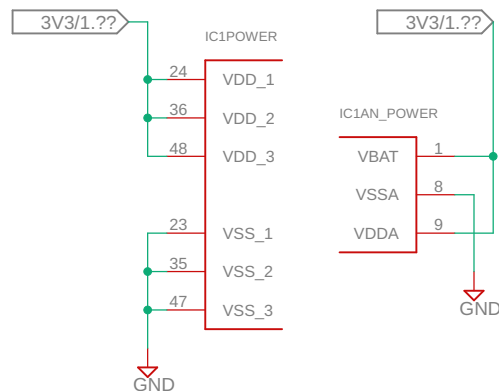 3V3/1.??
3V3/1.??
IC1POWER
24 VDD_1
36 VDD_2
48 VDD_3
23 VSS_1
35 VSS_2
47 VSS_3
GND
IC1AN_POWER
VBAT 1
VSSA 8
VDDA 9
GND